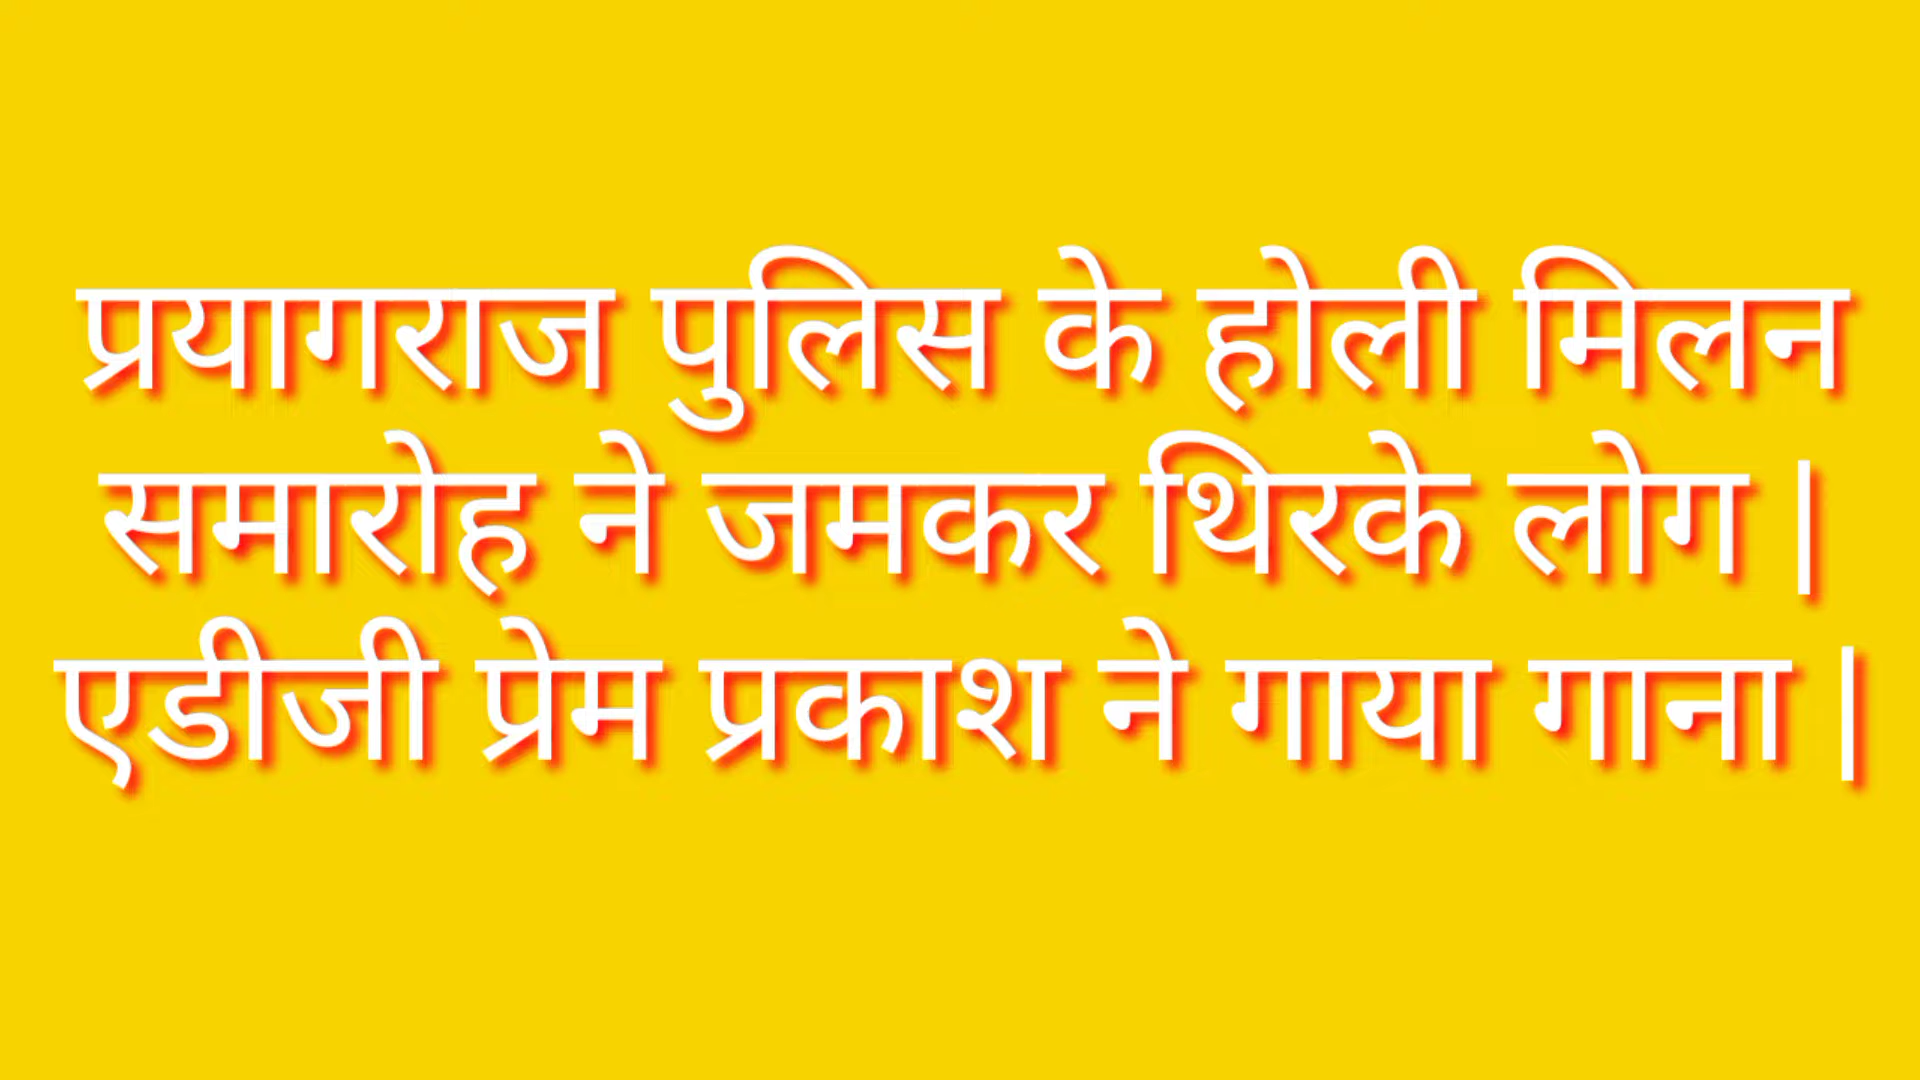 प्रयागराज पुलिस के होली मिलन
समारोह ने जमकर थिरके लोग |
एडीजी प्रेम प्रकाश ने गाया गाना |